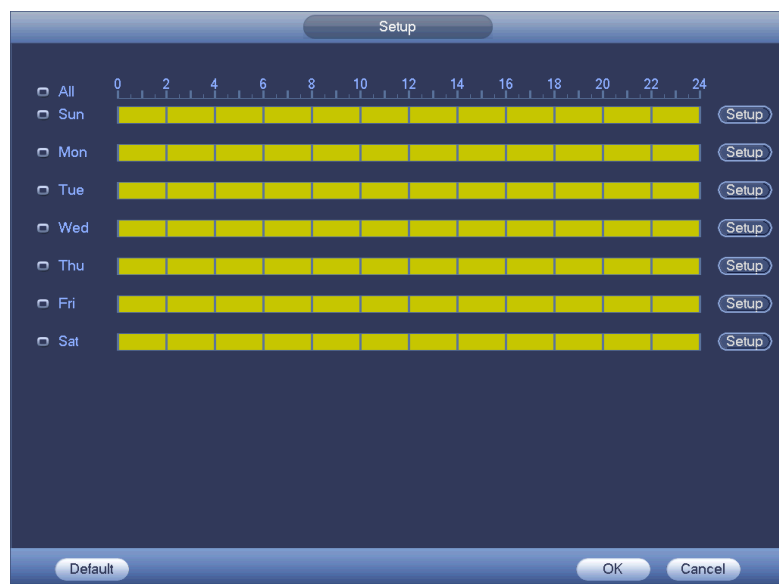 Setup
All 0 2 4 6 8 10 12 14 16 18 20 22 24
Sun Setup
Mon Setup
Tue Setup
Wed Setup
Thu Setup
Fri Setup
Sat Setup
Default OK Cancel